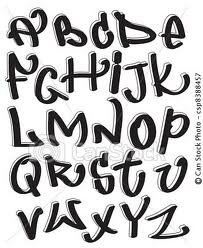 ABCDe
FGHiJK
LMNOP
QRSTU
VWXYZ
© Can Stock Photo - csp8388457